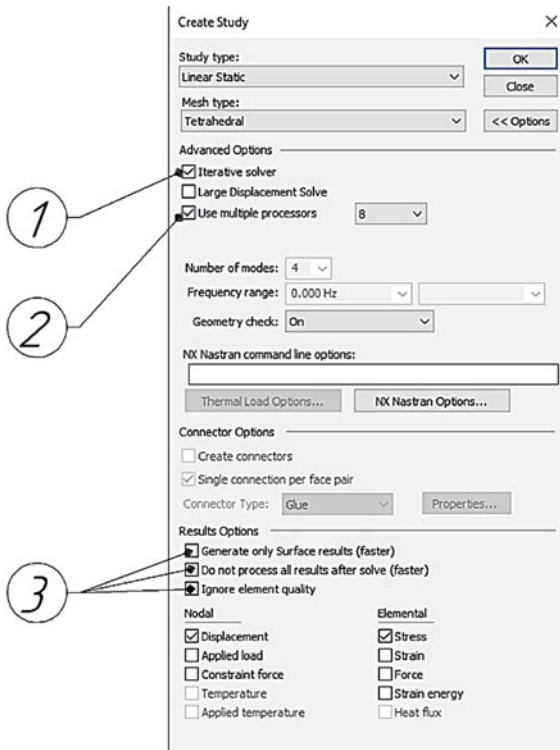 Create Study
Study type:
Linear Static
OK
Close
Mesh type:
Tetrahedral
<< Options
Advanced Options
Iterative solver
Large Displacement Solve
Use multiple processors 8
Number of modes: 4
Frequency range: 0.000 Hz
Geometry check: On
NX Nastran command line options:
Thermal Load Options... NX Nastran Options...
Connector Options
Create connectors
Single connection per face pair
Connector Type: Glue Properties...
Results Options
Generate only Surface results (faster)
Do not process all results after solve (faster)
Ignore element quality
Nodal Elemental
Displacement Stress
Applied load Strain
Constraint force Force
Temperature Strain energy
Applied temperature Heat flux
1
2
3